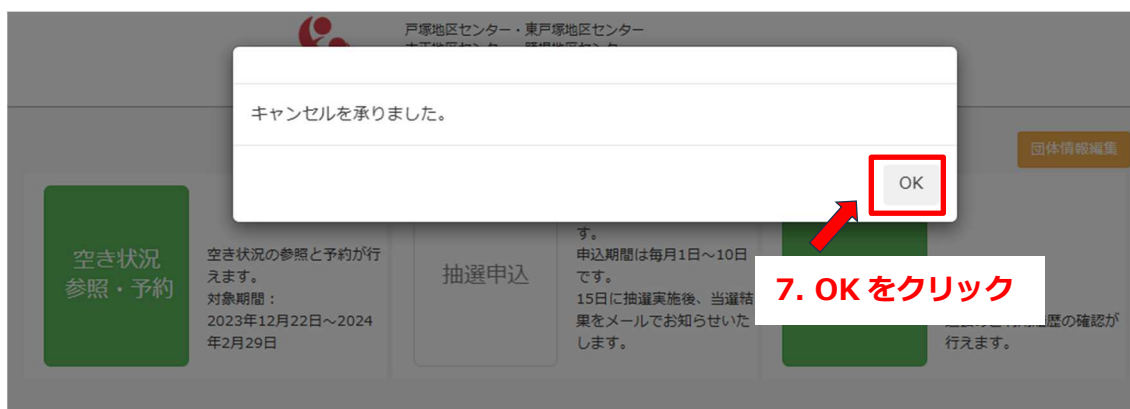 戸塚地区センター・東戸塚地区センター
キャンセルを承りました。
OK
団体情報編集
空き状況
参照・予約
空き状況の参照と予約が行
えます。
対象期間：
2023年12月22日～2024
年2月29日
抽選申込
す。
申込期間は毎月1日～10日
です。
15日に抽選実施後、当選結
果をメールでお知らせいた
します。
7. OK をクリック
歴の確認が
行えます。